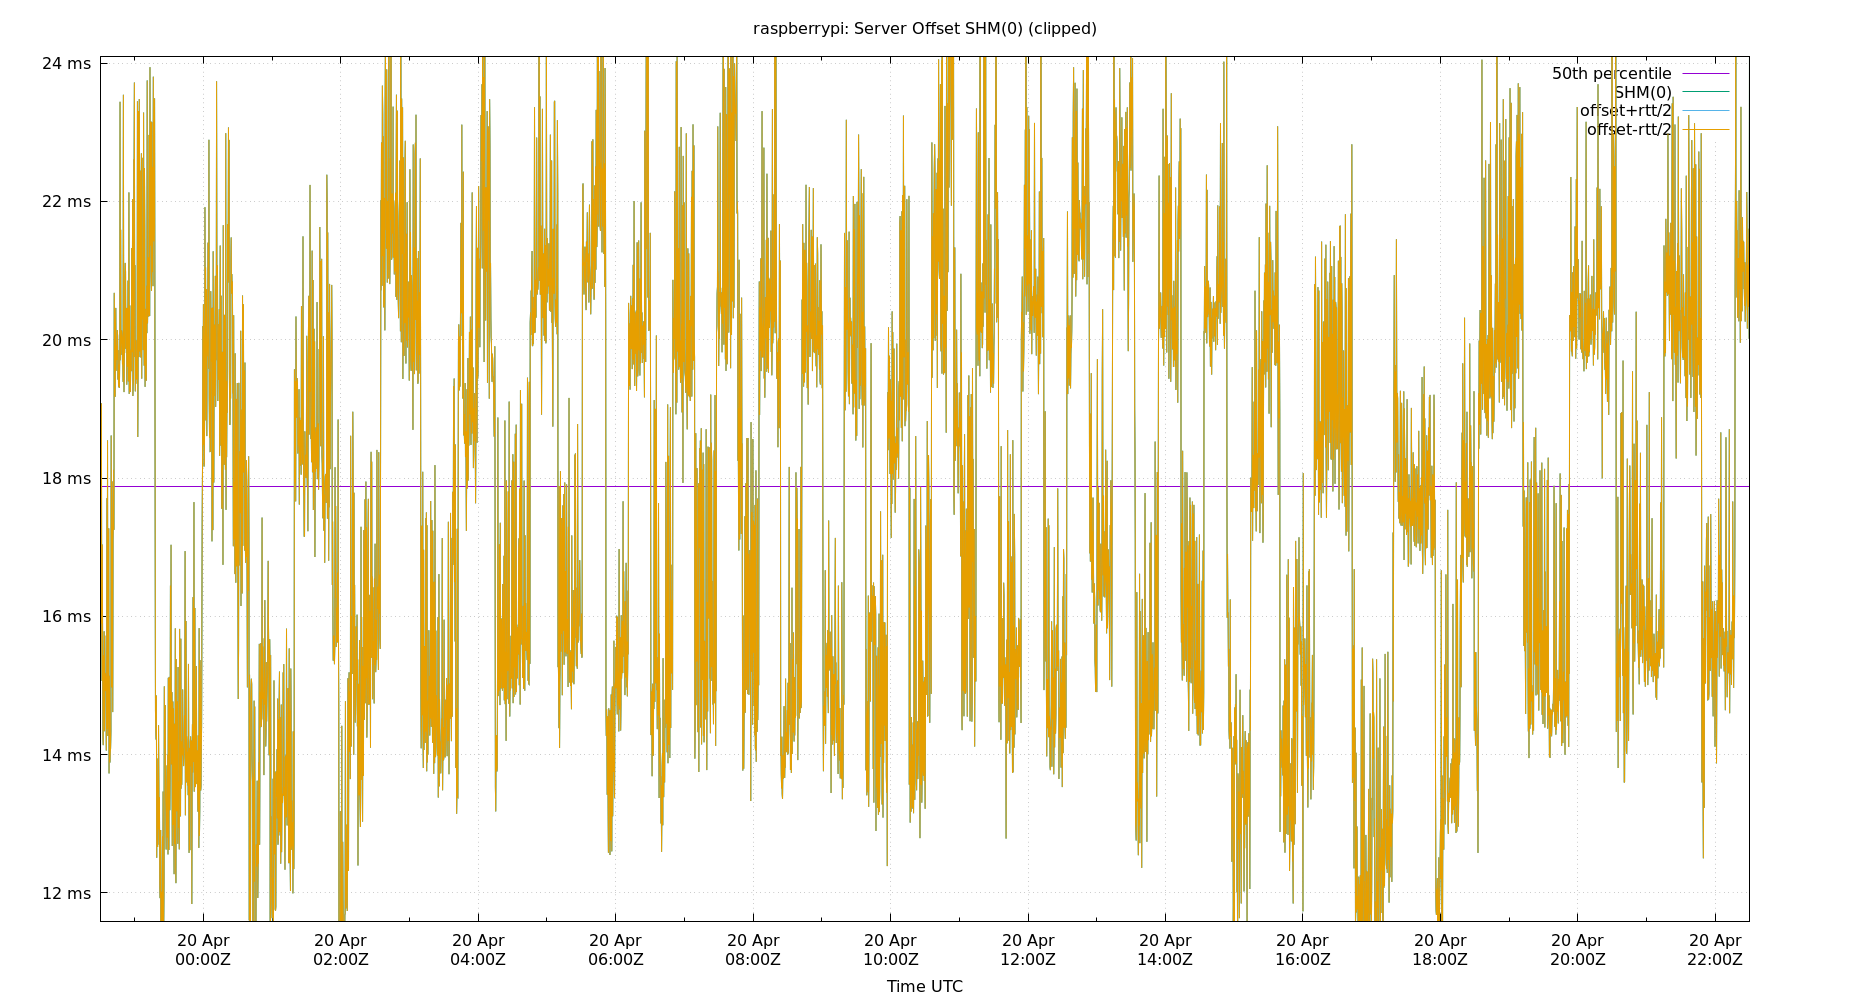 raspberrypi: Server Offset SHM(0) (clipped)
24 ms
22 ms
20 ms
18 ms
16 ms
14 ms
12 ms
50th percentile
SHM(0)
offset+rtt/2
offset-rtt/2
20 Apr
00:00Z
20 Apr
02:00Z
20 Apr
04:00Z
20 Apr
06:00Z
20 Apr
08:00Z
20 Apr
10:00Z
20 Apr
12:00Z
20 Apr
14:00Z
20 Apr
16:00Z
20 Apr
18:00Z
20 Apr
20:00Z
20 Apr
22:00Z
Time UTC